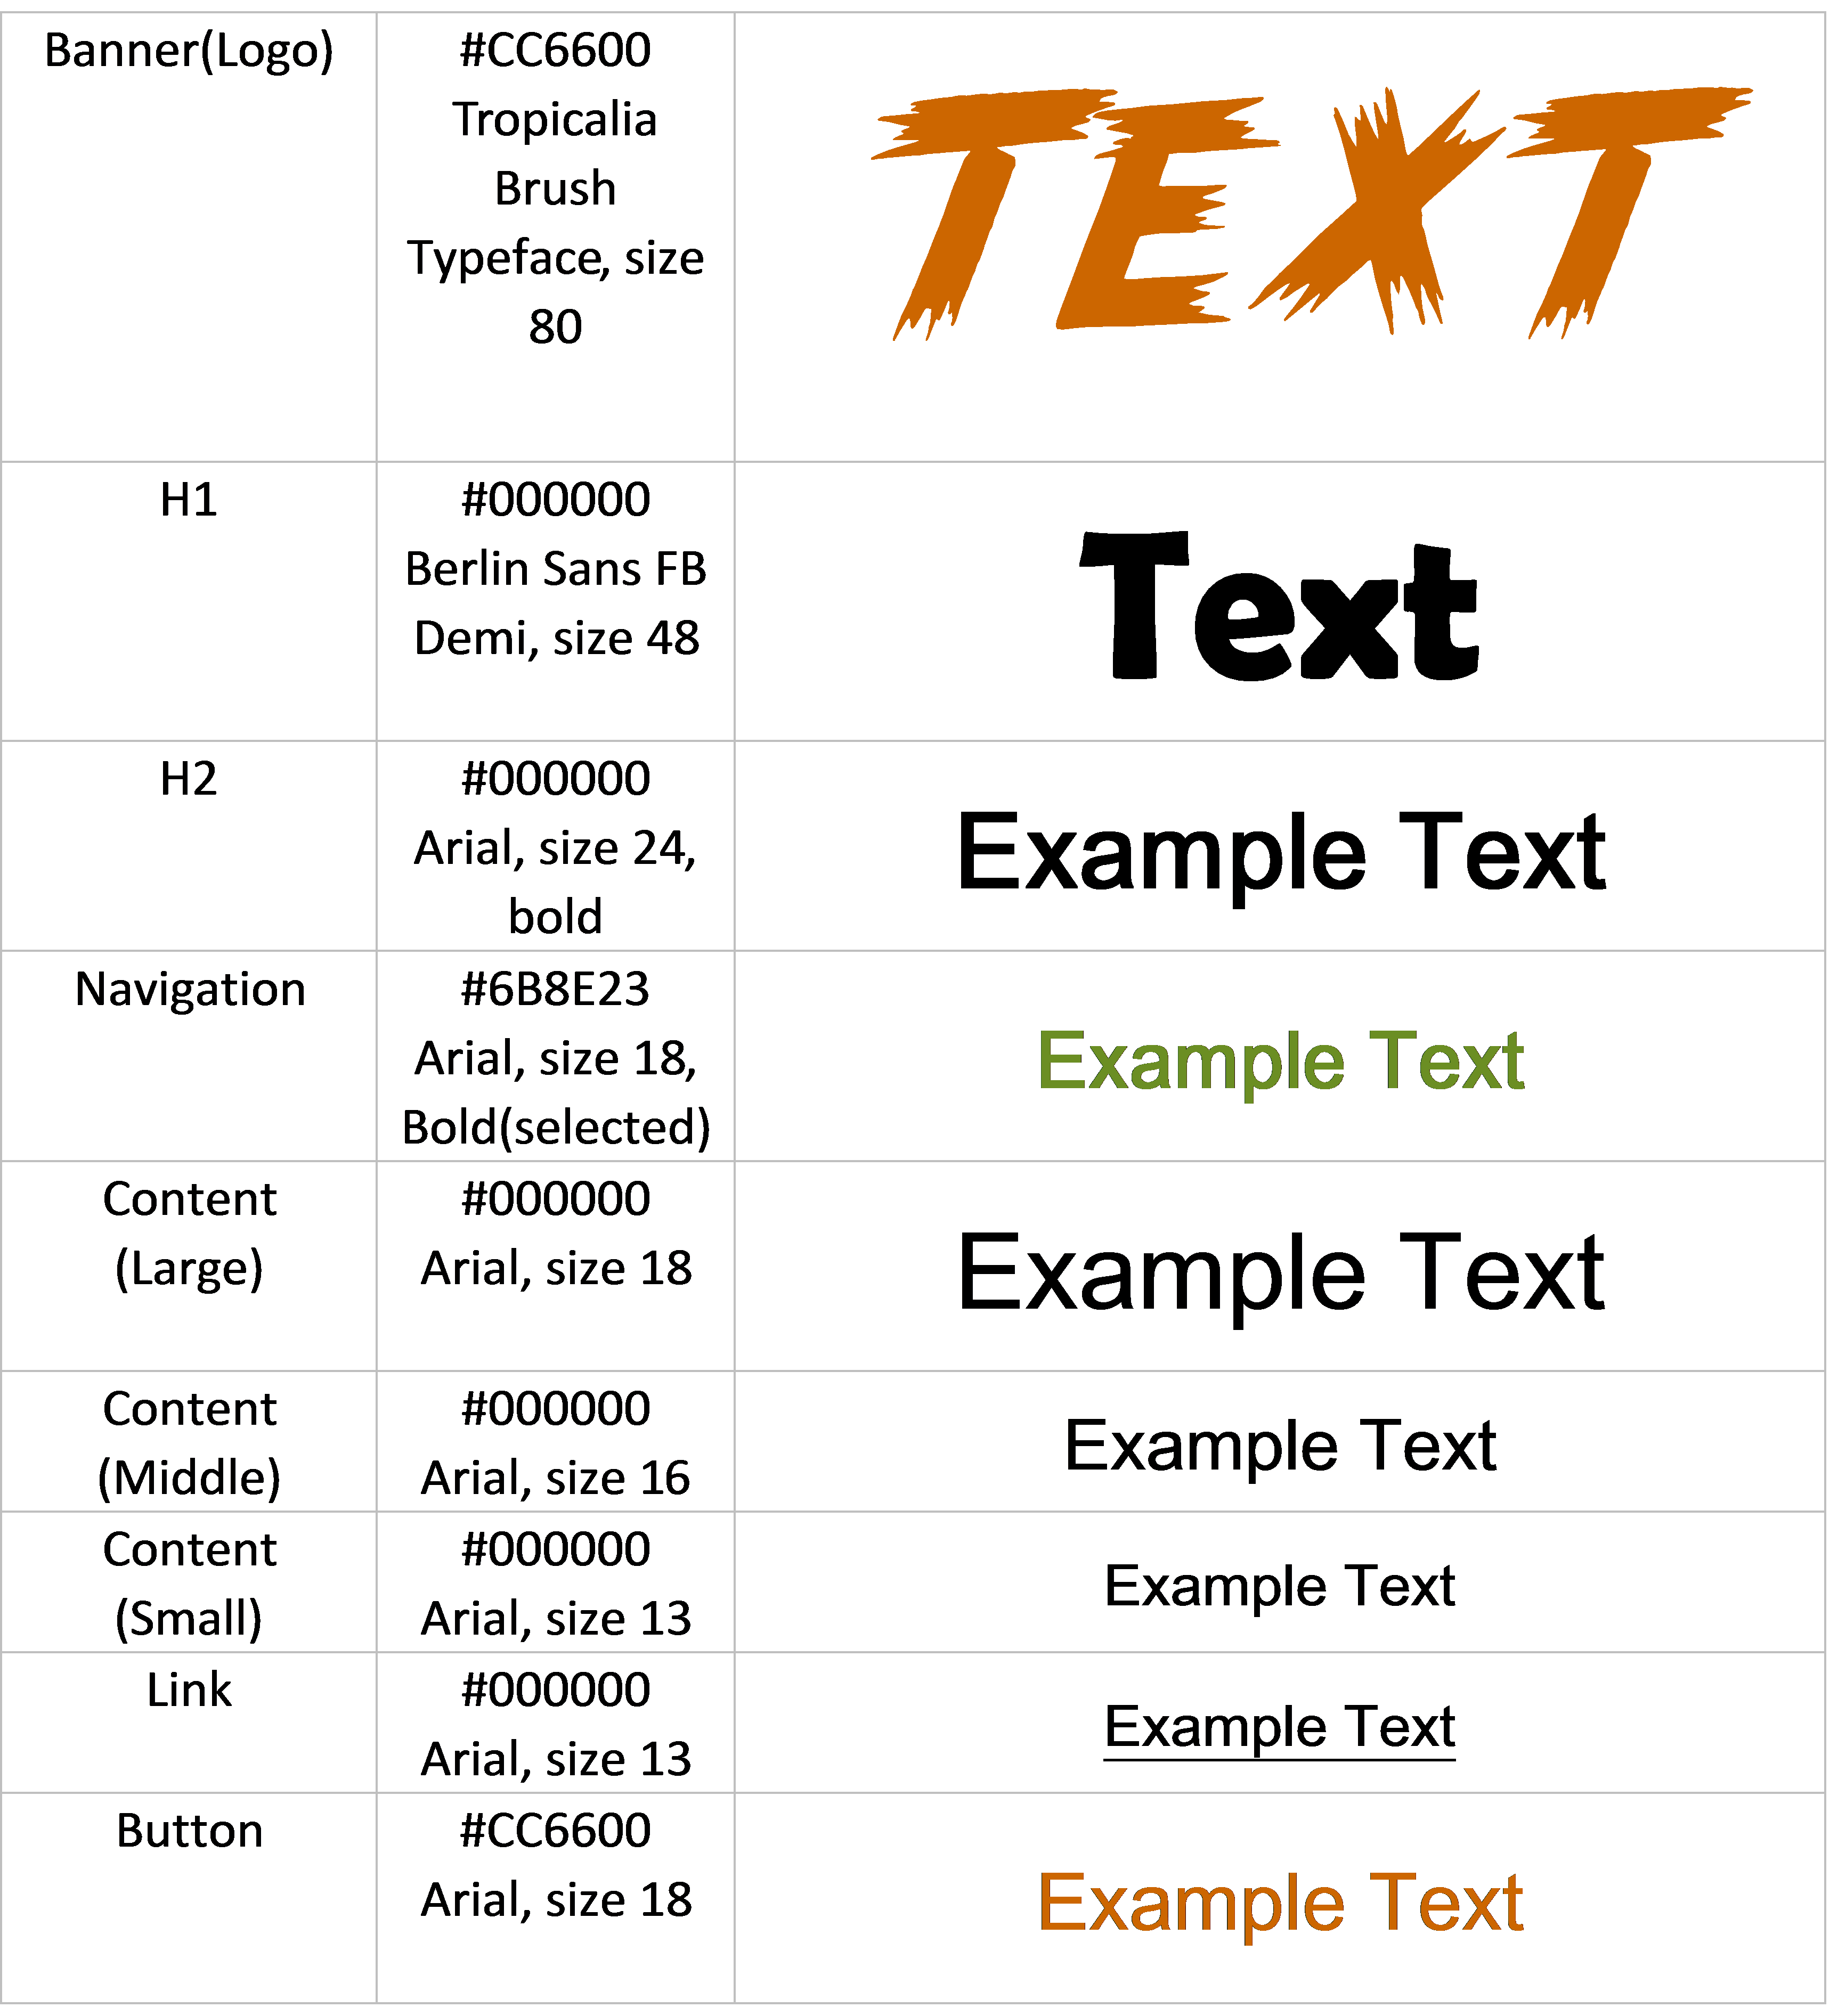 Banner(Logo)
#CC6600
Tropicalia
Brush
Typeface, size
80
TEXT
H1
#000000
Berlin Sans FB
Demi, size 48
Text
H2
#000000
Arial, size 24,
bold
Example Text
Navigation
#6B8E23
Arial, size 18,
Bold(selected)
Example Text
Content
(Large)
#000000
Arial, size 18
Example Text
Content
(Middle)
#000000
Arial, size 16
Example Text
Content
(Small)
#000000
Arial, size 13
Example Text
Link
#000000
Arial, size 13
Example Text
Button
#CC6600
Arial, size 18
Example Text